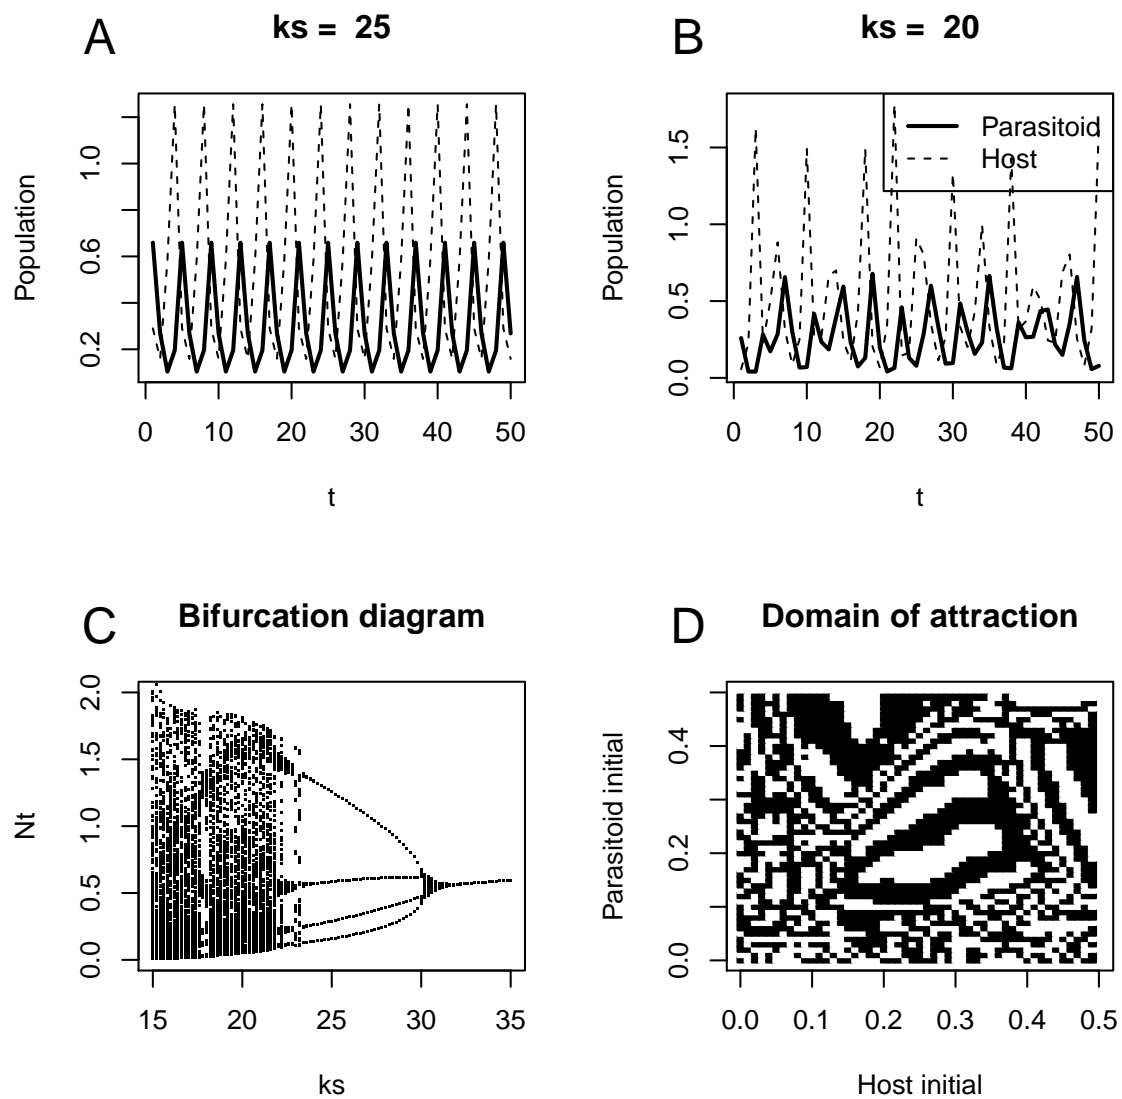 A
ks = 25
Population
0.2 0.6 1.0
0 10 20 30 40 50
t
B
ks = 20
Population
0.0 0.5 1.0 1.5
Parasitoid
Host
0 10 20 30 40 50
t
C
Bifurcation diagram
Nt
0.0 0.5 1.0 1.5 2.0
15 20 25 30 35
ks
D
Domain of attraction
Parasitoid initial
0.0 0.2 0.4
0.0 0.1 0.2 0.3 0.4 0.5
Host initial